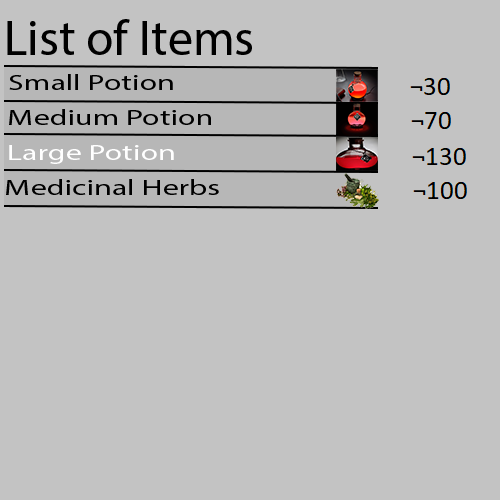 List of Items
Small Potion ¬30
Medium Potion ¬70
Large Potion ¬130
Medicinal Herbs ¬100